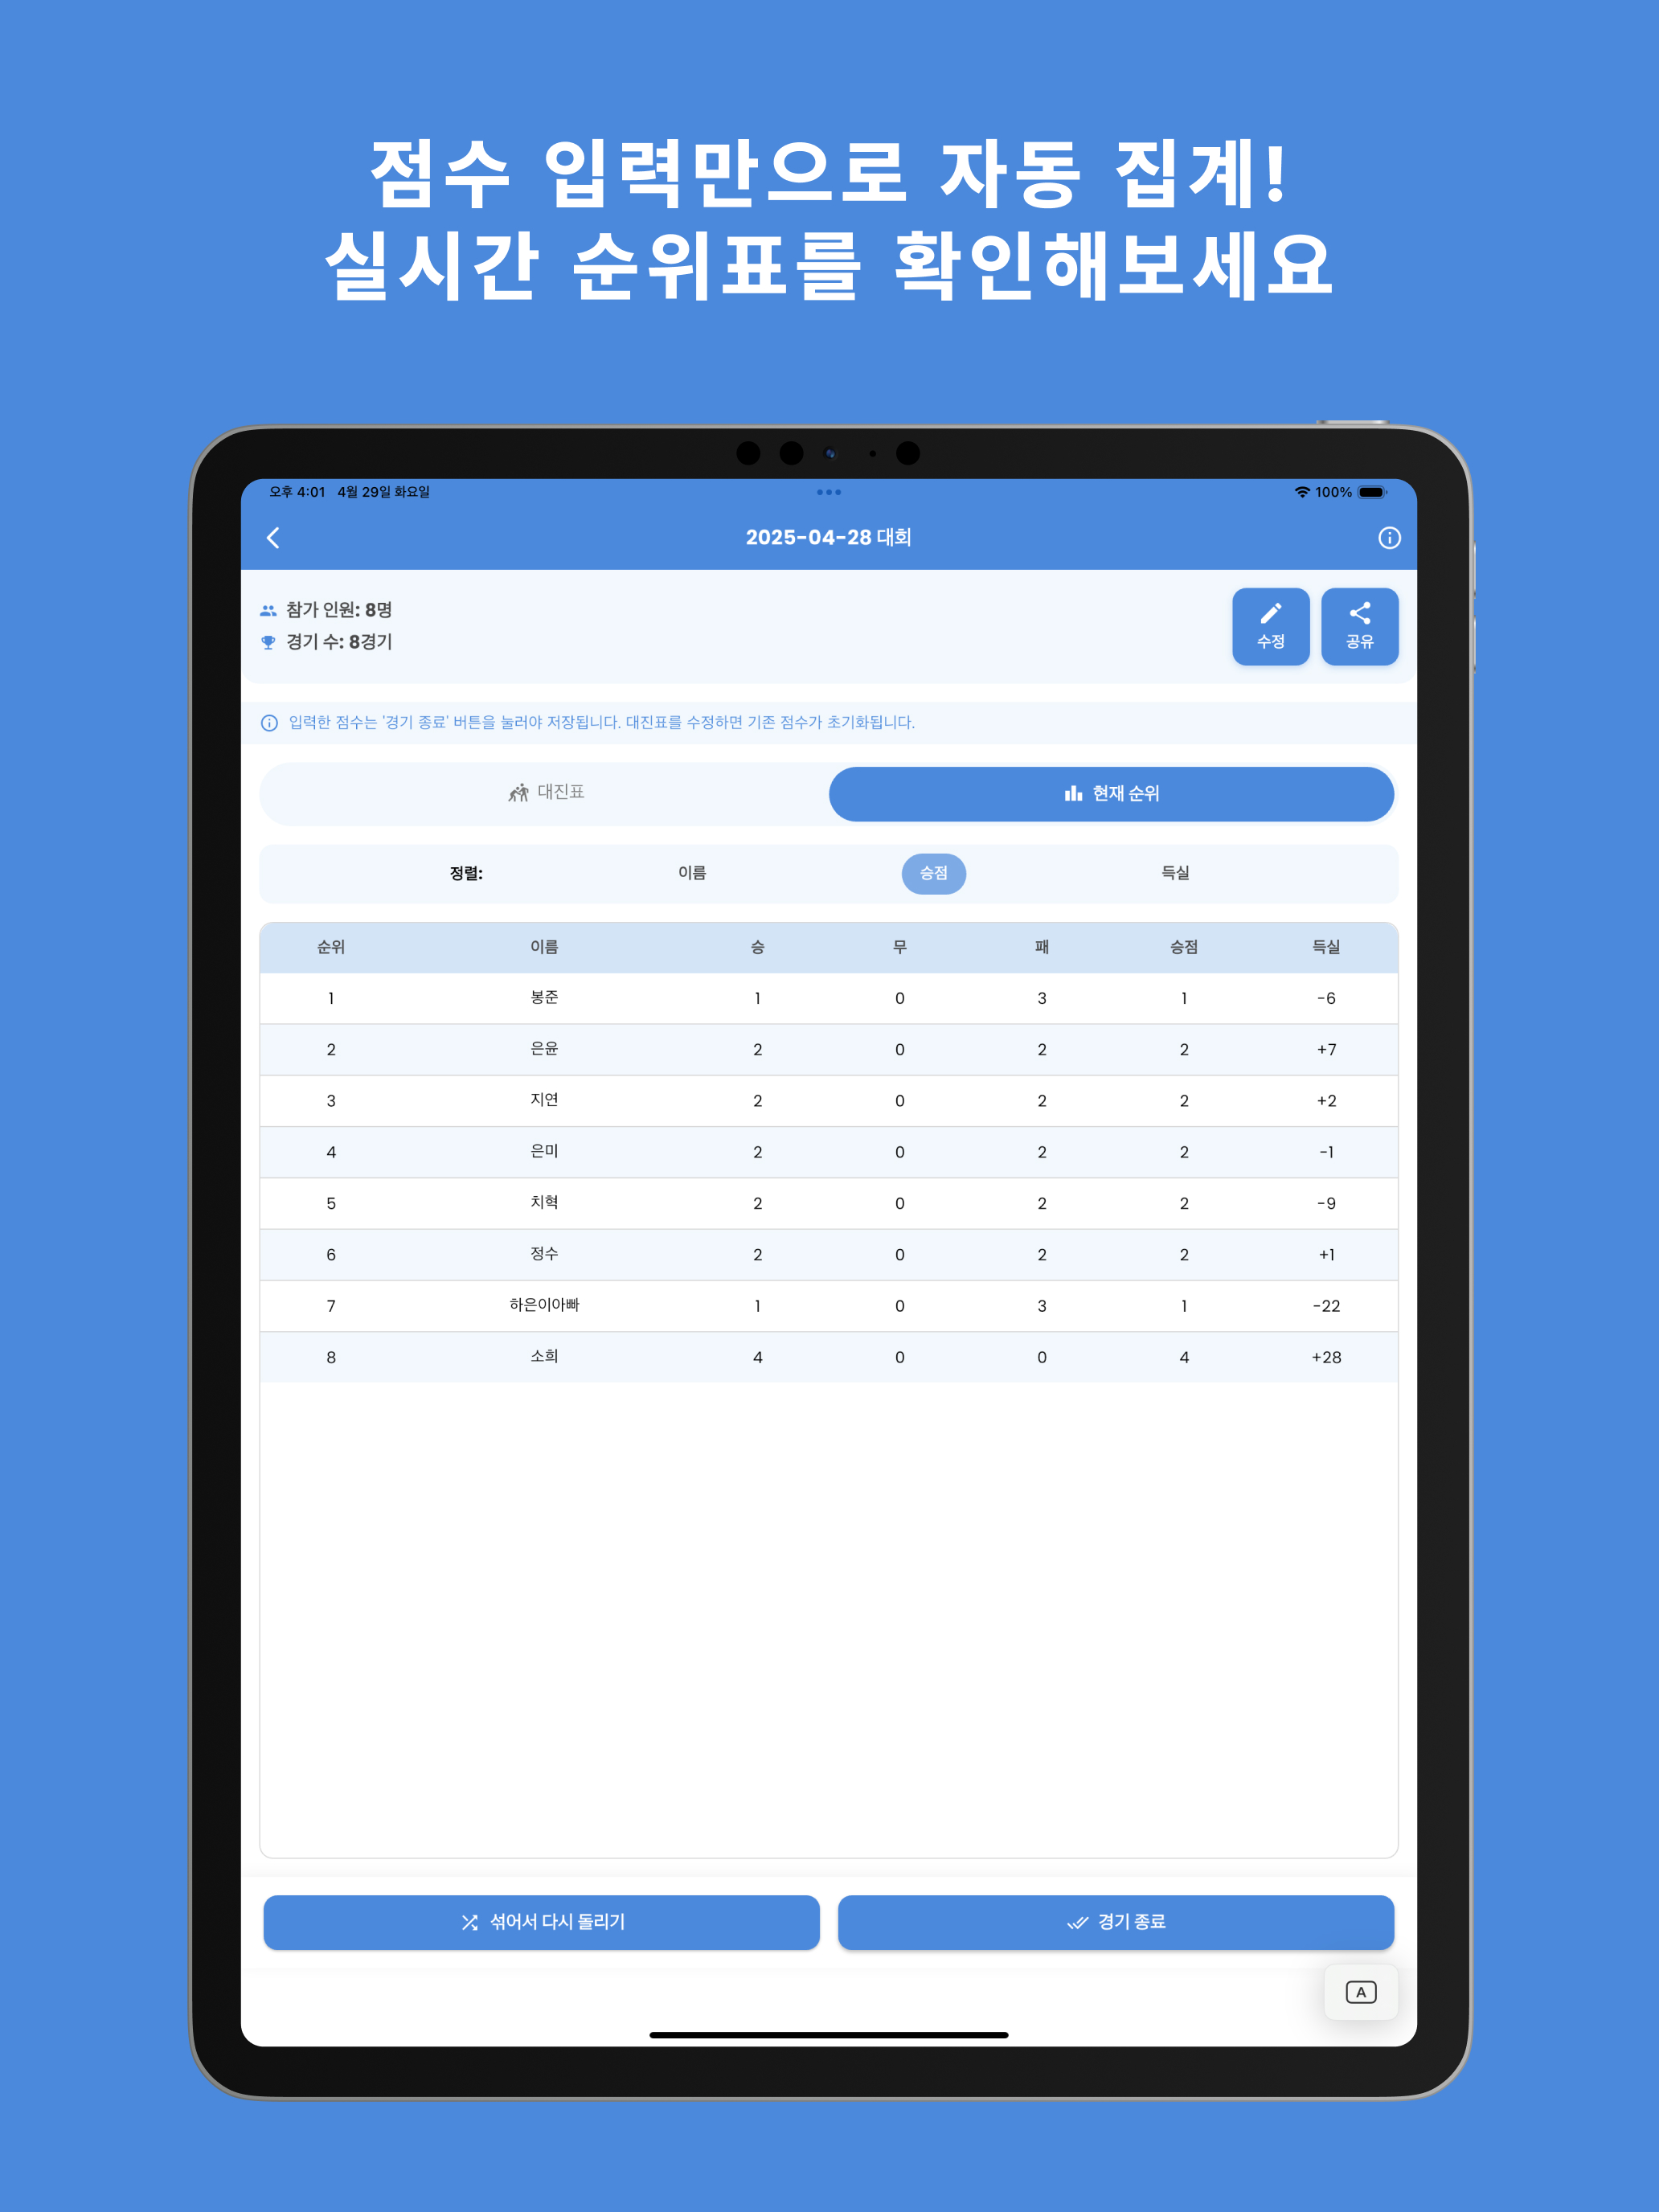 점수 입력만으로 자동 집계!
실시간 순위표를 확인해보세요
오후 4:01 4월 29일 화요일 100%
2025-04-28 대회
참가 인원: 8명
경기 수: 8경기
수정 공유
입력한 점수는 '경기 종료' 버튼을 눌러야 저장됩니다. 대진표를 수정하면 기존 점수가 초기화됩니다.
대진표 현재 순위
정렬: 이름 승점 득실
순위 이름 승 무 패 승점 득실
1 봉준 1 0 3 1 -6
2 은윤 2 0 2 2 +7
3 지연 2 0 2 2 +2
4 은미 2 0 2 2 -1
5 치혁 2 0 2 2 -9
6 정수 2 0 2 2 +1
7 하은이아빠 1 0 3 1 -22
8 소희 4 0 0 4 +28
섞어서 다시 돌리기 경기 종료
A